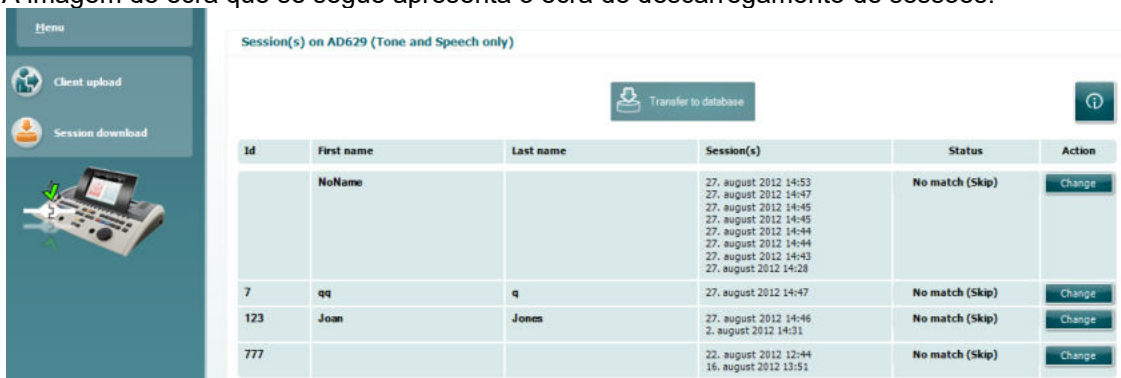 A imagem do ecrã que se segue apresenta o ecrã de descarregamento de sessões:
Menu
Client upload
Session download
Session(s) on AD629 (Tone and Speech only)
Transfer to database
Id First name Last name Session(s) Status Action
NoName 27. august 2012 14:53 No match (Skip) Change
27. august 2012 14:47
27. august 2012 14:45
27. august 2012 14:45
27. august 2012 14:44
27. august 2012 14:44
27. august 2012 14:43
27. august 2012 14:28
7 qq q 27. august 2012 14:47 No match (Skip) Change
123 Joan Jones 27. august 2012 14:46 No match (Skip) Change
2. august 2012 14:31
777 22. august 2012 12:44 No match (Skip) Change
16. august 2012 13:51